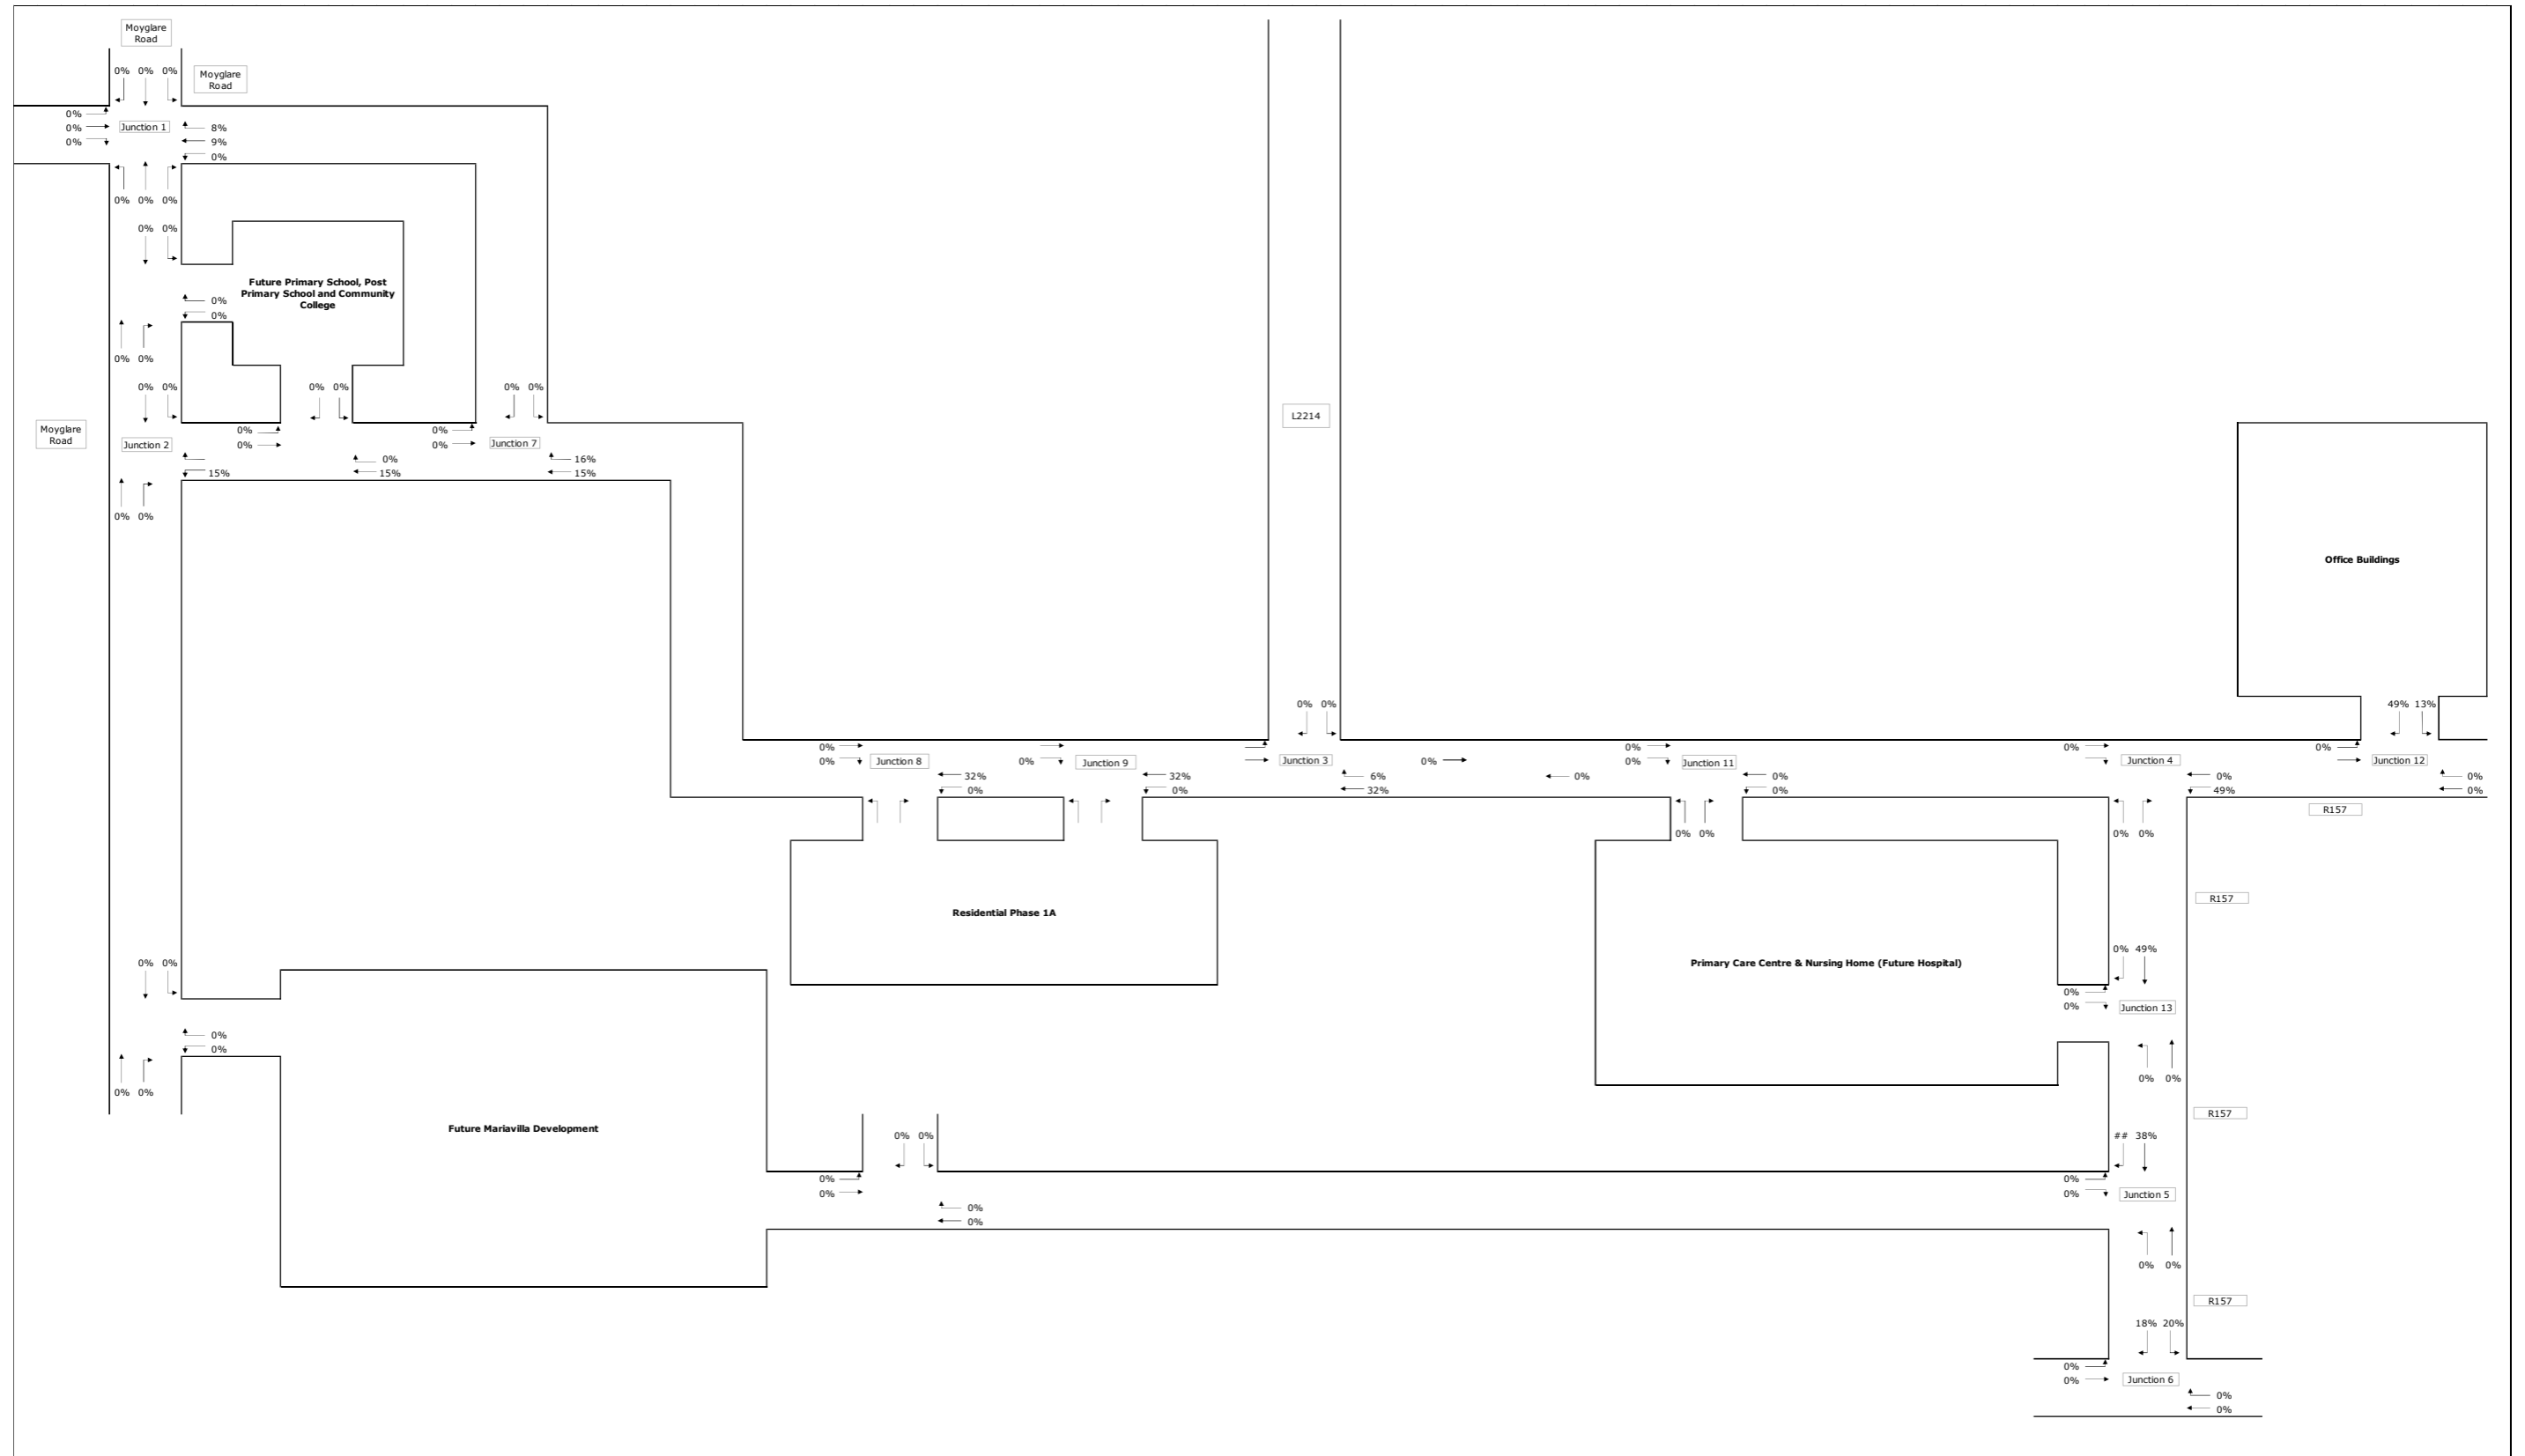 Moyglare
Road
0% 0% 0%
Moyglare
Road
0%
0% Junction 1 8%
0% 9%
0%
0% 0% 0%
0% 0%
Future Primary School, Post
Primary School and Community
College
0%
0%
0% 0%
0% 0% 0% 0% 0% 0%
Moyglare
Road
L2214
0% 0%
Junction 2 0% 0% Junction 7
0% 16%
15% 15% 15%
0% 0%
Office Buildings
0% 0% 49% 13%
0% 0% 0% 0%
0% Junction 8 0% Junction 9 Junction 3 0% 0% Junction 11 Junction 4 Junction 12
32% 32% 6% 0% 0% 0% 0%
0% 0% 32% 0% 49% 0%
R157
0% 0% 0% 0%
R157
Residential Phase 1A
0% 49%
0% 0% Primary Care Centre & Nursing Home (Future Hospital)
0%
0% Junction 13
0%
0%
0% 0%
0% 0%
R157
Future Mariavilla Development
0% 0% ## 38%
0% 0%
0% 0% Junction 5
0%
0%
0% 0%
R157
18% 20%
0%
0% Junction 6
0%
0%